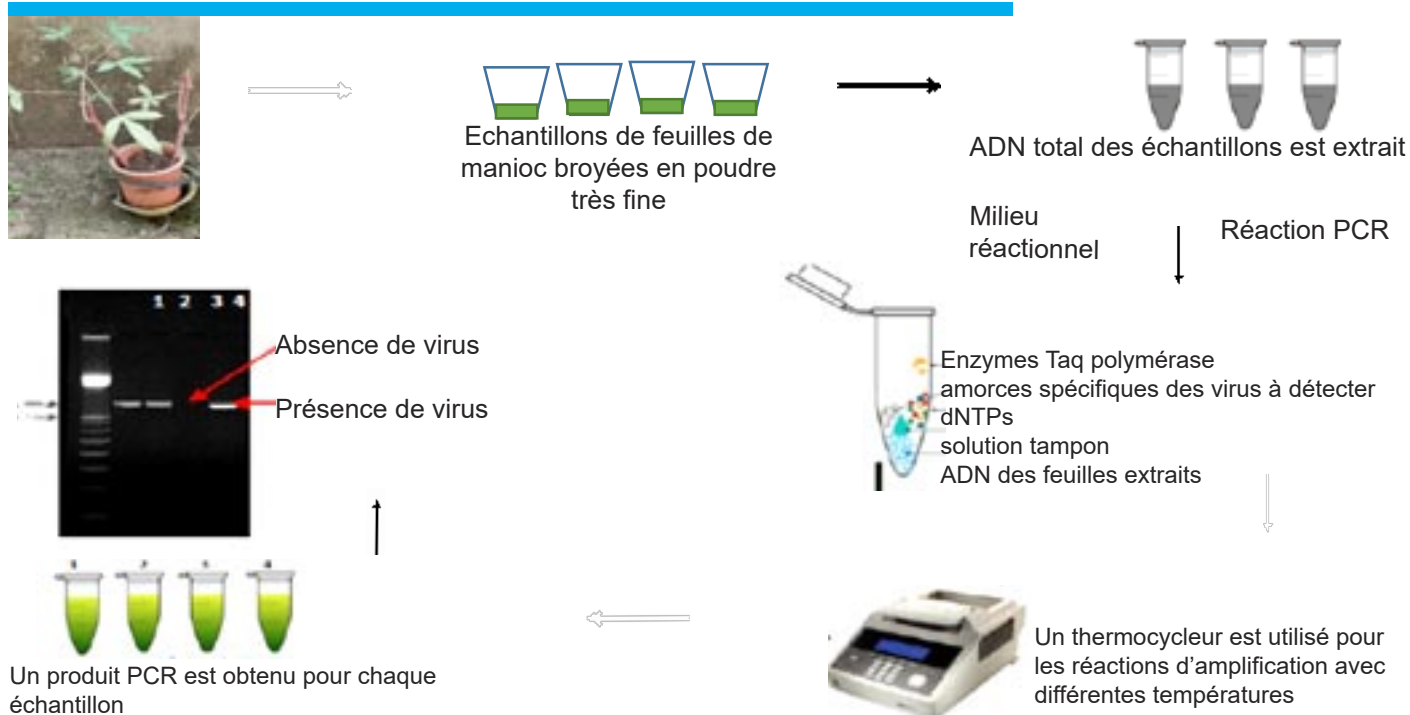 Echantillons de feuilles de
manioc broyées en poudre
très fine
ADN total des échantillons est extrait
Milieu
réactionnel
Réaction PCR
Enzymes Taq polymérase
amorces spécifiques des virus à détecter
dNTPs
solution tampon
ADN des feuilles extraits
Un thermocycleur est utilisé pour
les réactions d’amplification avec
différentes températures
1 2 3 4
Absence de virus
Présence de virus
Un produit PCR est obtenu pour chaque
échantillon